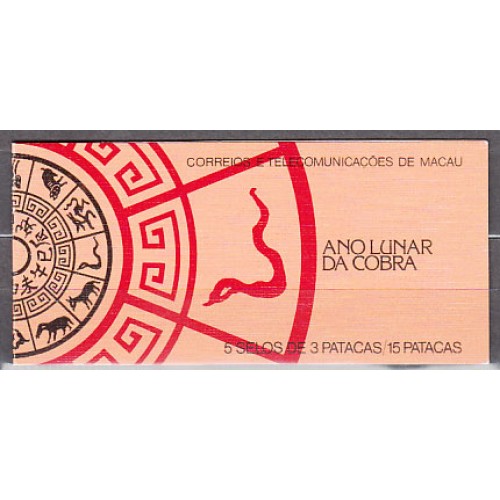 CORREIOS E TELECOMUNICAÇÕES DE MACAU
ANO LUNAR
DA COBRA
5 SELOS DE 3 PATACAS/15 PATACAS